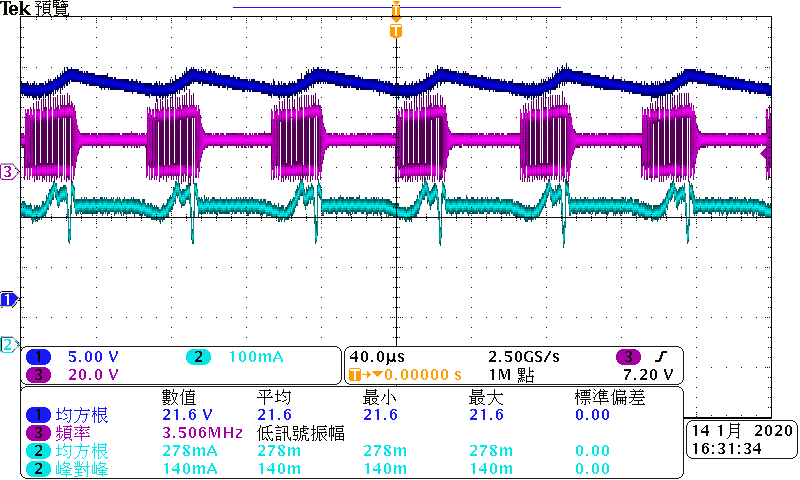 Tek 預覽
T
T
3
1
2
1 5.00 V 2 100mA
3 20.0 V
40.0µs 2.50GS/s 3
T 0.00000 s 1M 點 7.20 V
數值 平均 最小 最大 標準偏差
1 均方根 21.6 V 21.6 21.6 21.6 0.00
3 頻率 3.506MHz 低訊號振幅
2 均方根 278mA 278m 278m 278m 0.00
2 峰對峰 140mA 140m 140m 140m 0.00
14 1月 2020
16:31:34